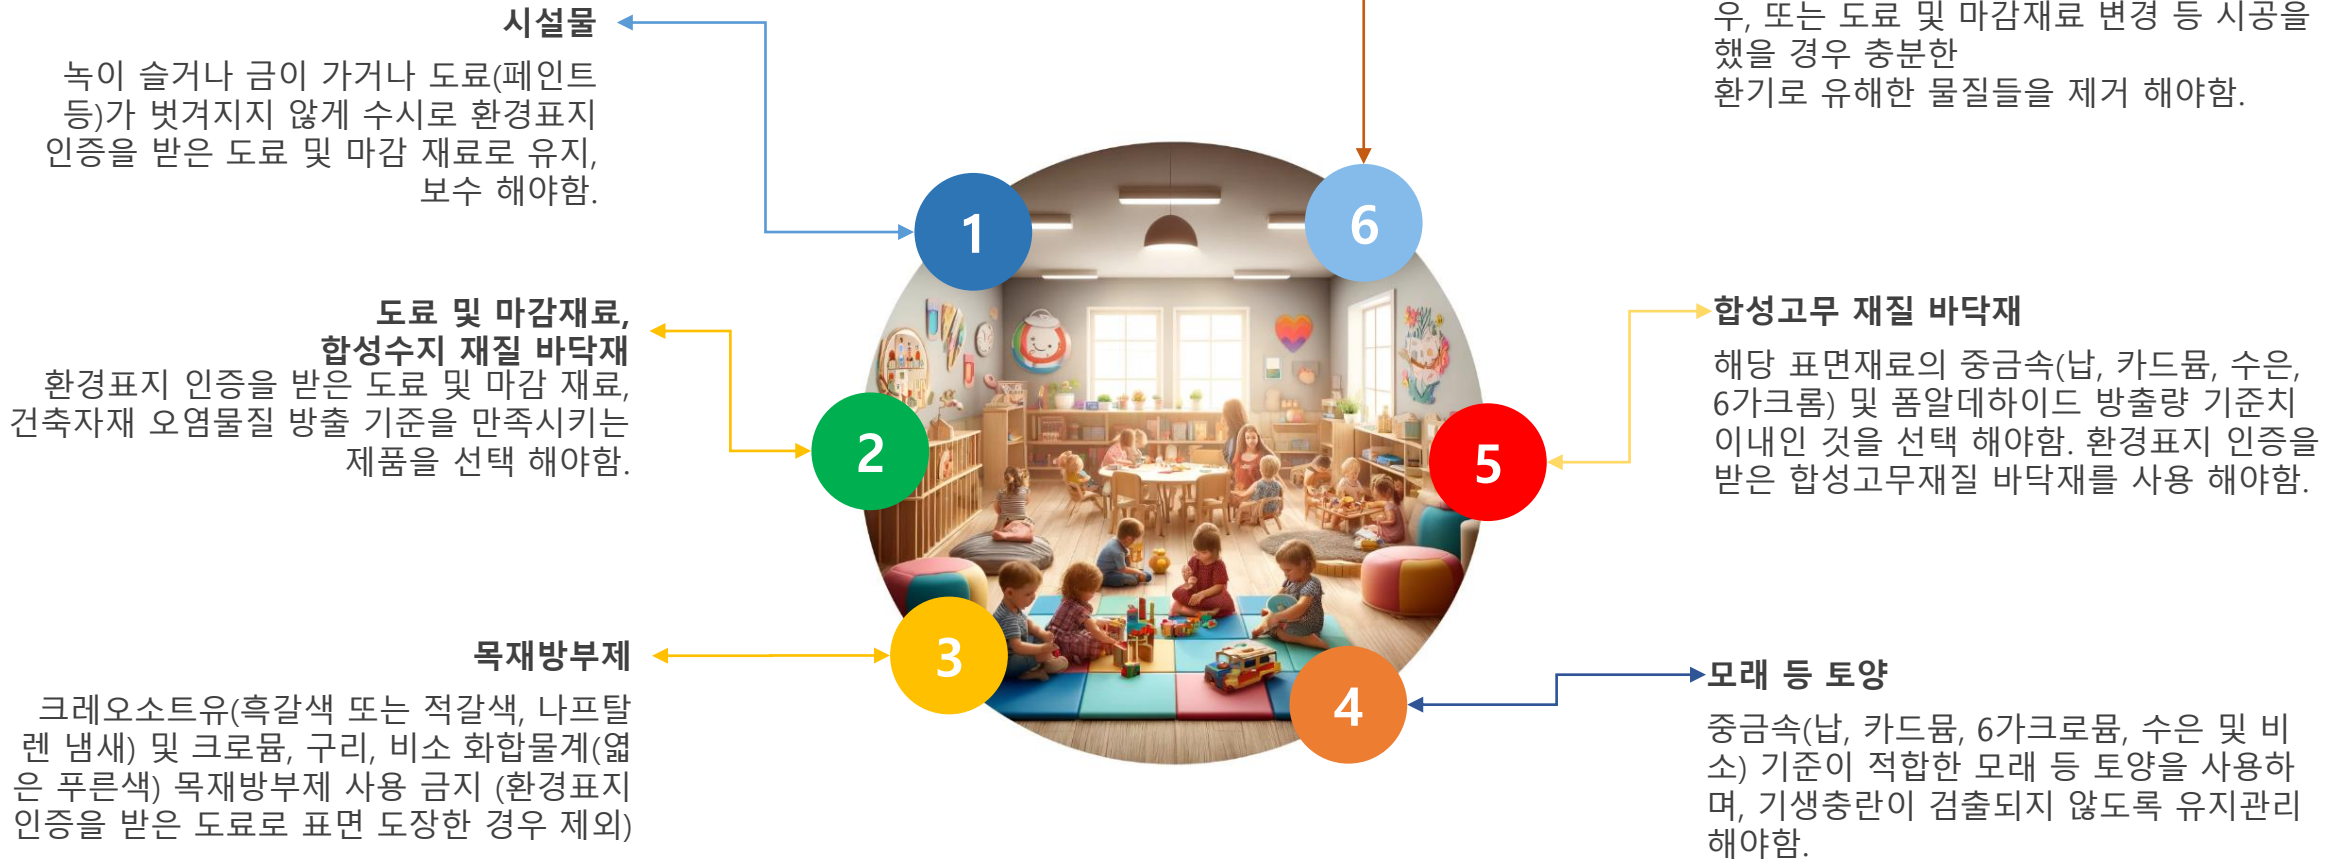 시설물
녹이 슬거나 금이 가거나 도료(페인트
등)가 벗겨지지 않게 수시로 환경표지
인증을 받은 도료 및 마감 재료로 유지,
보수 해야함.
도료 및 마감재료,
합성수지 재질 바닥재
환경표지 인증을 받은 도료 및 마감 재료,
건축자재 오염물질 방출 기준을 만족시키는
제품을 선택 해야함.
목재방부제
크레오소트유(흑갈색 또는 적갈색, 나프탈
렌 냄새) 및 크로뮴, 구리, 비소 화합물계(엷
은 푸른색) 목재방부제 사용 금지 (환경표지
인증을 받은 도료로 표면 도장한 경우 제외)
1
2
3
4
5
6
우, 또는 도료 및 마감재료 변경 등 시공을
했을 경우 충분한
환기로 유해한 물질들을 제거 해야함.
합성고무 재질 바닥재
해당 표면재료의 중금속(납, 카드뮴, 수은,
6가크롬) 및 폼알데하이드 방출량 기준치
이내인 것을 선택 해야함. 환경표지 인증을
받은 합성고무재질 바닥재를 사용 해야함.
모래 등 토양
중금속(납, 카드뮴, 6가크로뮴, 수은 및 비
소) 기준이 적합한 모래 등 토양을 사용하
며, 기생충란이 검출되지 않도록 유지관리
해야함.